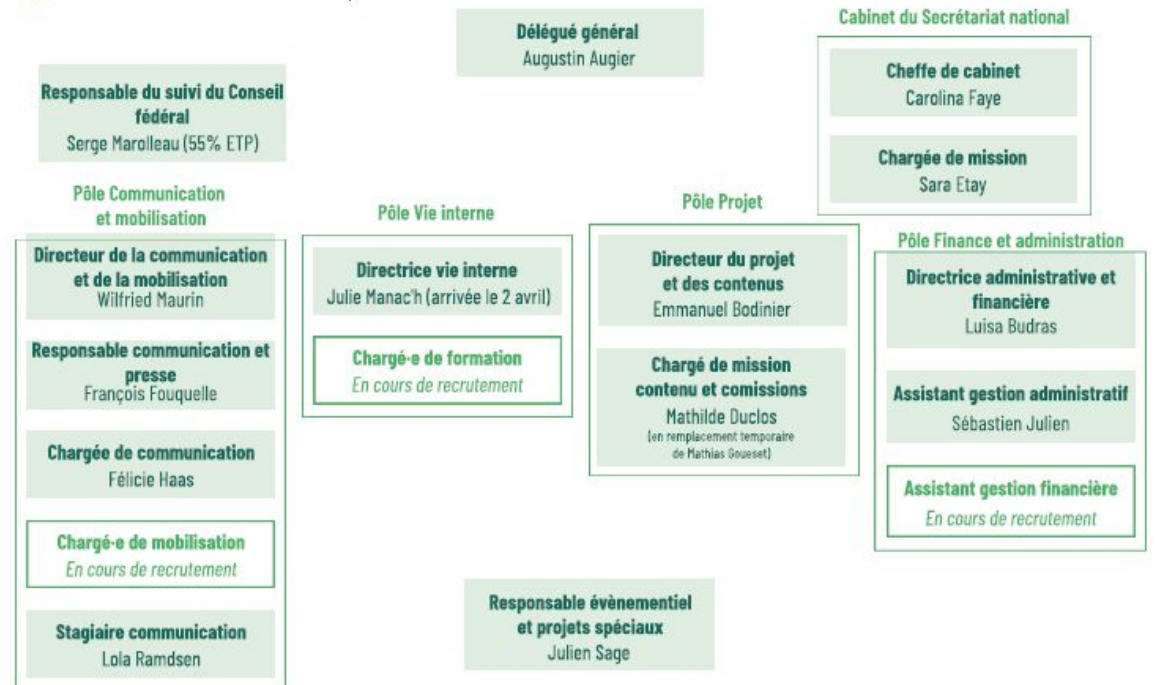 Cabinet du Secrétariat national
Délégué général
Augustin Augier
Cheffe de cabinet
Carolina Faye
Chargée de mission
Sara Etay
Responsable du suivi du Conseil
fédéral
Serge Marolleau (55% ETP)
Pôle Communication
et mobilisation
Directeur de la communication
et de la mobilisation
Wilfried Maurin
Responsable communication et
presse
François Fouquelle
Chargée de communication
Félicie Haas
Chargé·e de mobilisation
En cours de recrutement
Stagiaire communication
Lola Ramdsen
Pôle Vie interne
Directrice vie interne
Julie Manac'h (arrivée le 2 avril)
Chargé·e de formation
En cours de recrutement
Pôle Projet
Directeur du projet
et des contenus
Emmanuel Bodinier
Chargé de mission
contenu et comissions
Mathilde Duclos
(en remplacement temporaire
de Mathias Goueset)
Pôle Finance et administration
Directrice administrative et
financière
Luisa Budras
Assistant gestion administratif
Sébastien Julien
Assistant gestion financière
En cours de recrutement
Responsable évènementiel
et projets spéciaux
Julien Sage